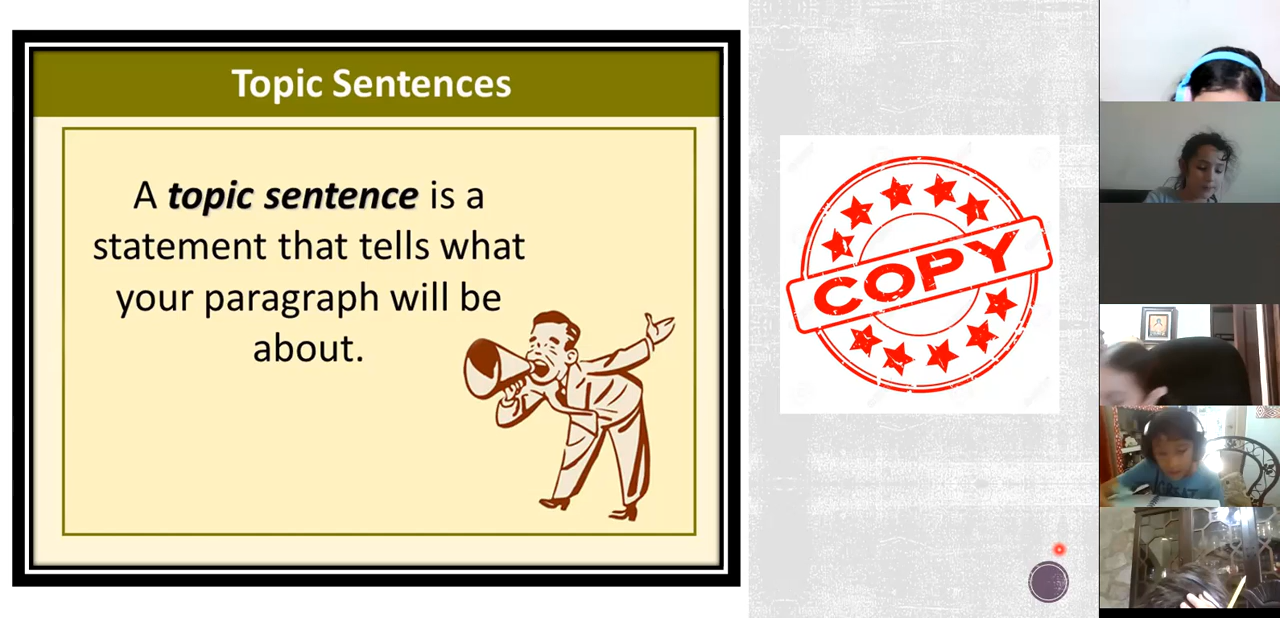 Topic Sentences
A topic sentence is a
statement that tells what
your paragraph will be
about.
COPY